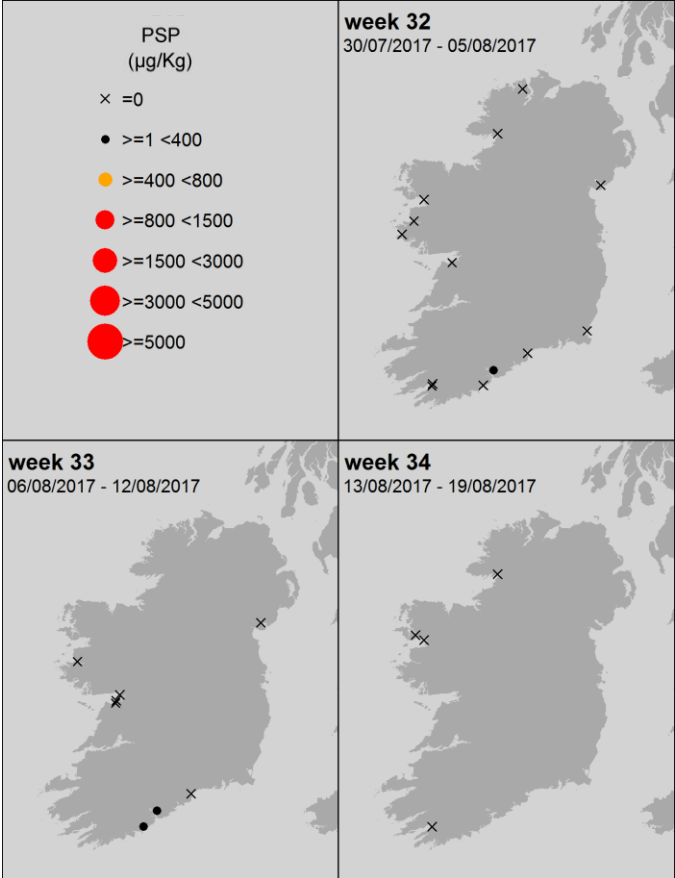 PSP
(µg/Kg)
=0
>=1 <400
>=400 <800
>=800 <1500
>=1500 <3000
>=3000 <5000
>=5000
week 32
30/07/2017 - 05/08/2017
week 33
06/08/2017 - 12/08/2017
week 34
13/08/2017 - 19/08/2017